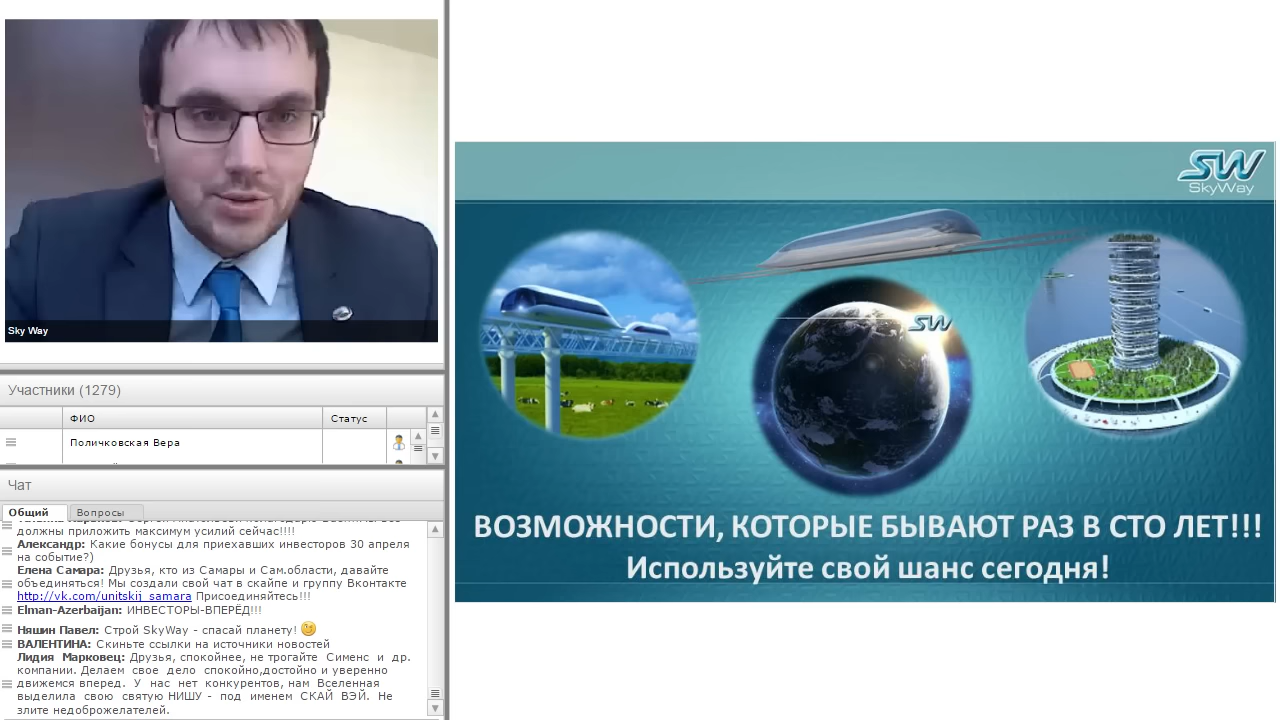 Sky Way
Участники (1279)
ФИО
Статус
Поличковская Вера
Чат
Общий
Вопросы
должны приложить максимум усилий сейчас!!!!
Александр: Какие бонусы для приехавших инвесторов 30 апреля
на событие?)
Елена Самара: Друзья, кто из Самары и Сам.области, давайте
объединяться! Мы создали свой чат в скайпе и группу Вконтакте
http://vk.com/unitskij_samara Присоединяйтесь!!!
Elman-Azerbaijan: ИНВЕСТОРЫ-ВПЕРЁД!!!
Няшин Павел: Строй SkyWay - спасай планету!
ВАЛЕНТИНА: Скиньте ссылки на источники новостей
Лидия Марковец: Друзья, спокойнее, не трогайте Сименс и др.
компании. Делаем свое дело спокойно,достойно и уверенно
движемся вперед. У нас нет конкурентов, нам Вселенная
выделила свою святую НИШУ - под именем СКАЙ ВЭЙ. Не
злите недоброжелателей.
SW
SkyWay
SW
ВОЗМОЖНОСТИ, КОТОРЫЕ БЫВАЮТ РАЗ В СТО ЛЕТ!!!
Используйте свой шанс сегодня!